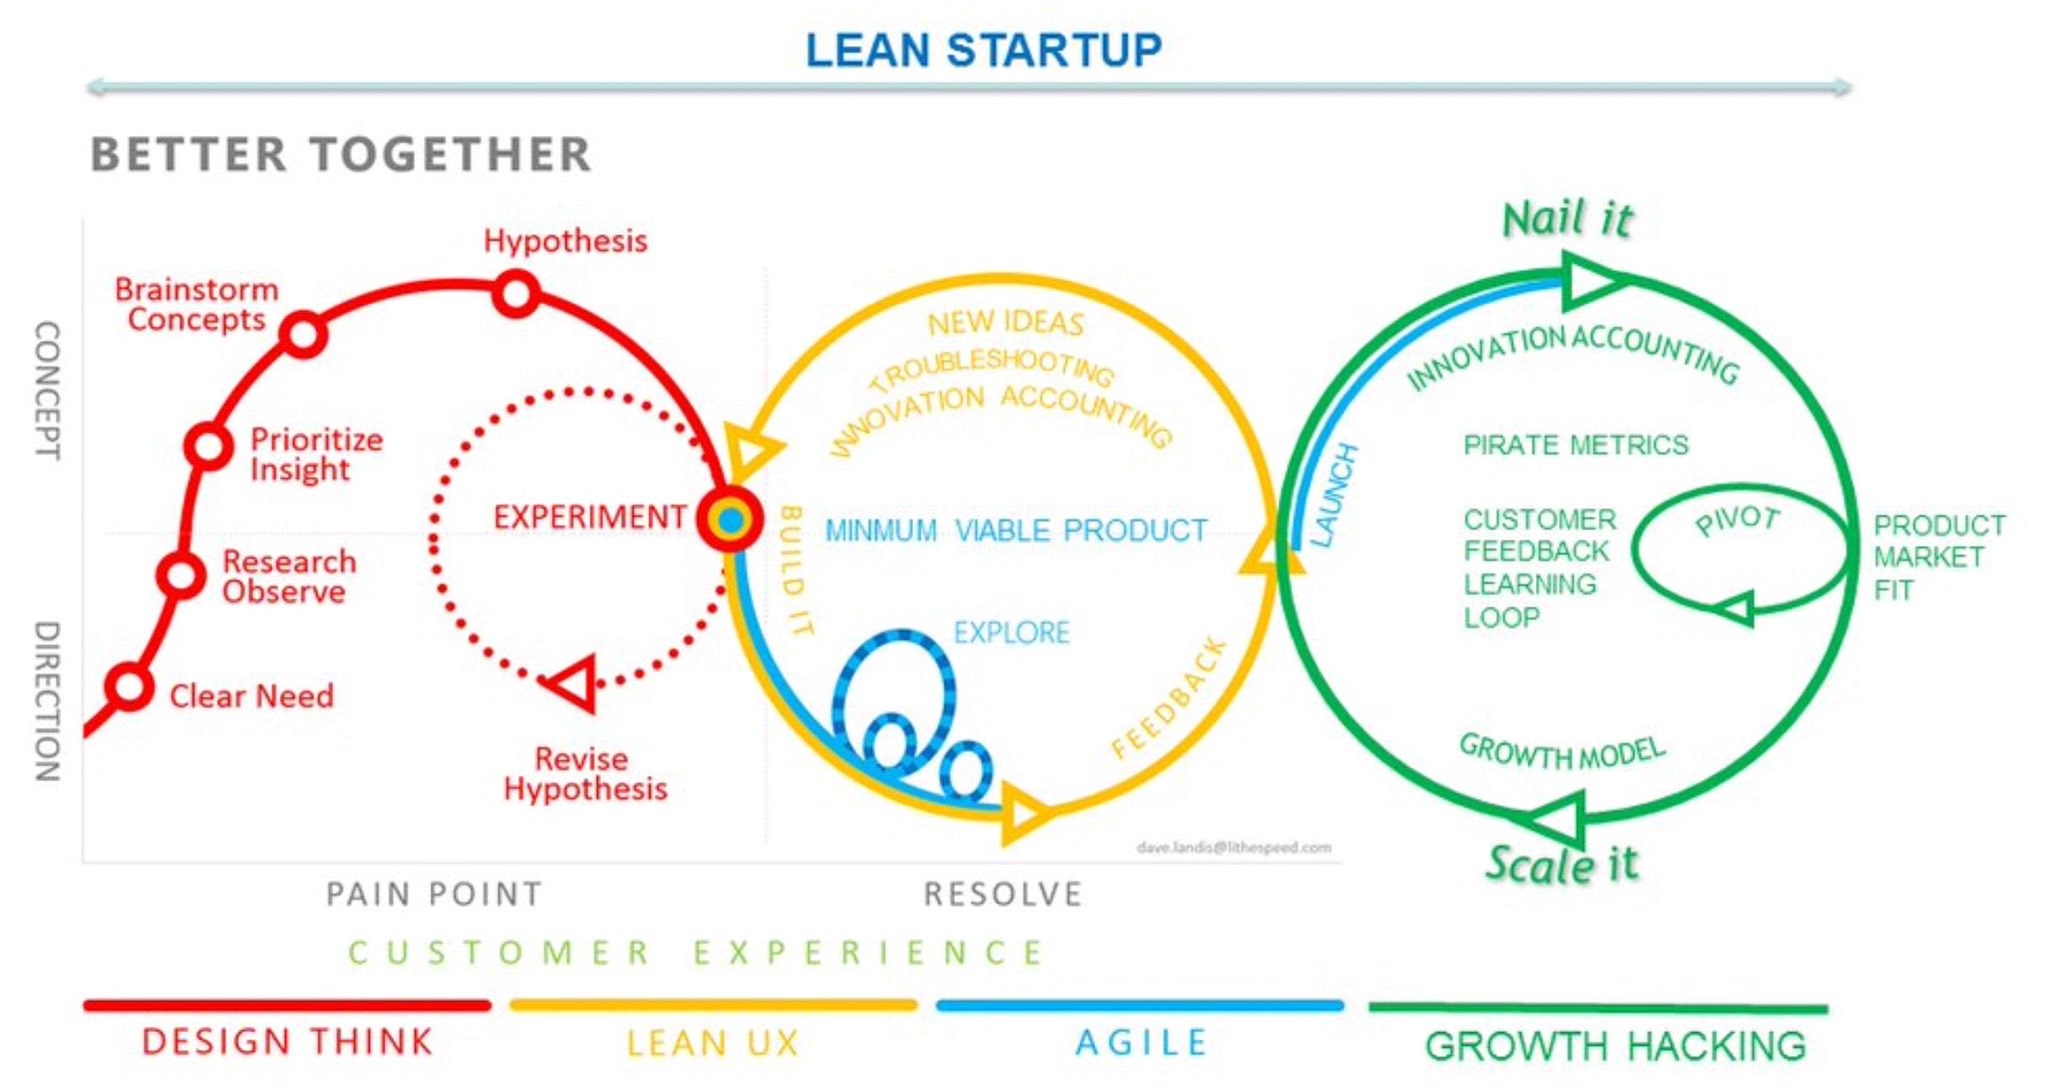 LEAN STARTUP
BETTER TOGETHER
CONCEPT
DIRECTION
Hypothesis
Brainstorm
Concepts
Prioritize
Insight
Research
Observe
Clear Need
EXPERIMENT
Revise
Hypothesis
NEW IDEAS
TROUBLESHOOTING
INNOVATION ACCOUNTING
BUILD IT
MINMUM VIABLE PRODUCT
EXPLORE
FEEDBACK
dave.landis@lithespeed.com
Nail it
LAUNCH
INNOVATION ACCOUNTING
PIRATE METRICS
CUSTOMER
FEEDBACK
LEARNING
LOOP
PIVOT
PRODUCT
MARKET
FIT
GROWTH MODEL
Scale it
PAIN POINT
RESOLVE
CUSTOMER EXPERIENCE
DESIGN THINK
LEAN UX
AGILE
GROWTH HACKING